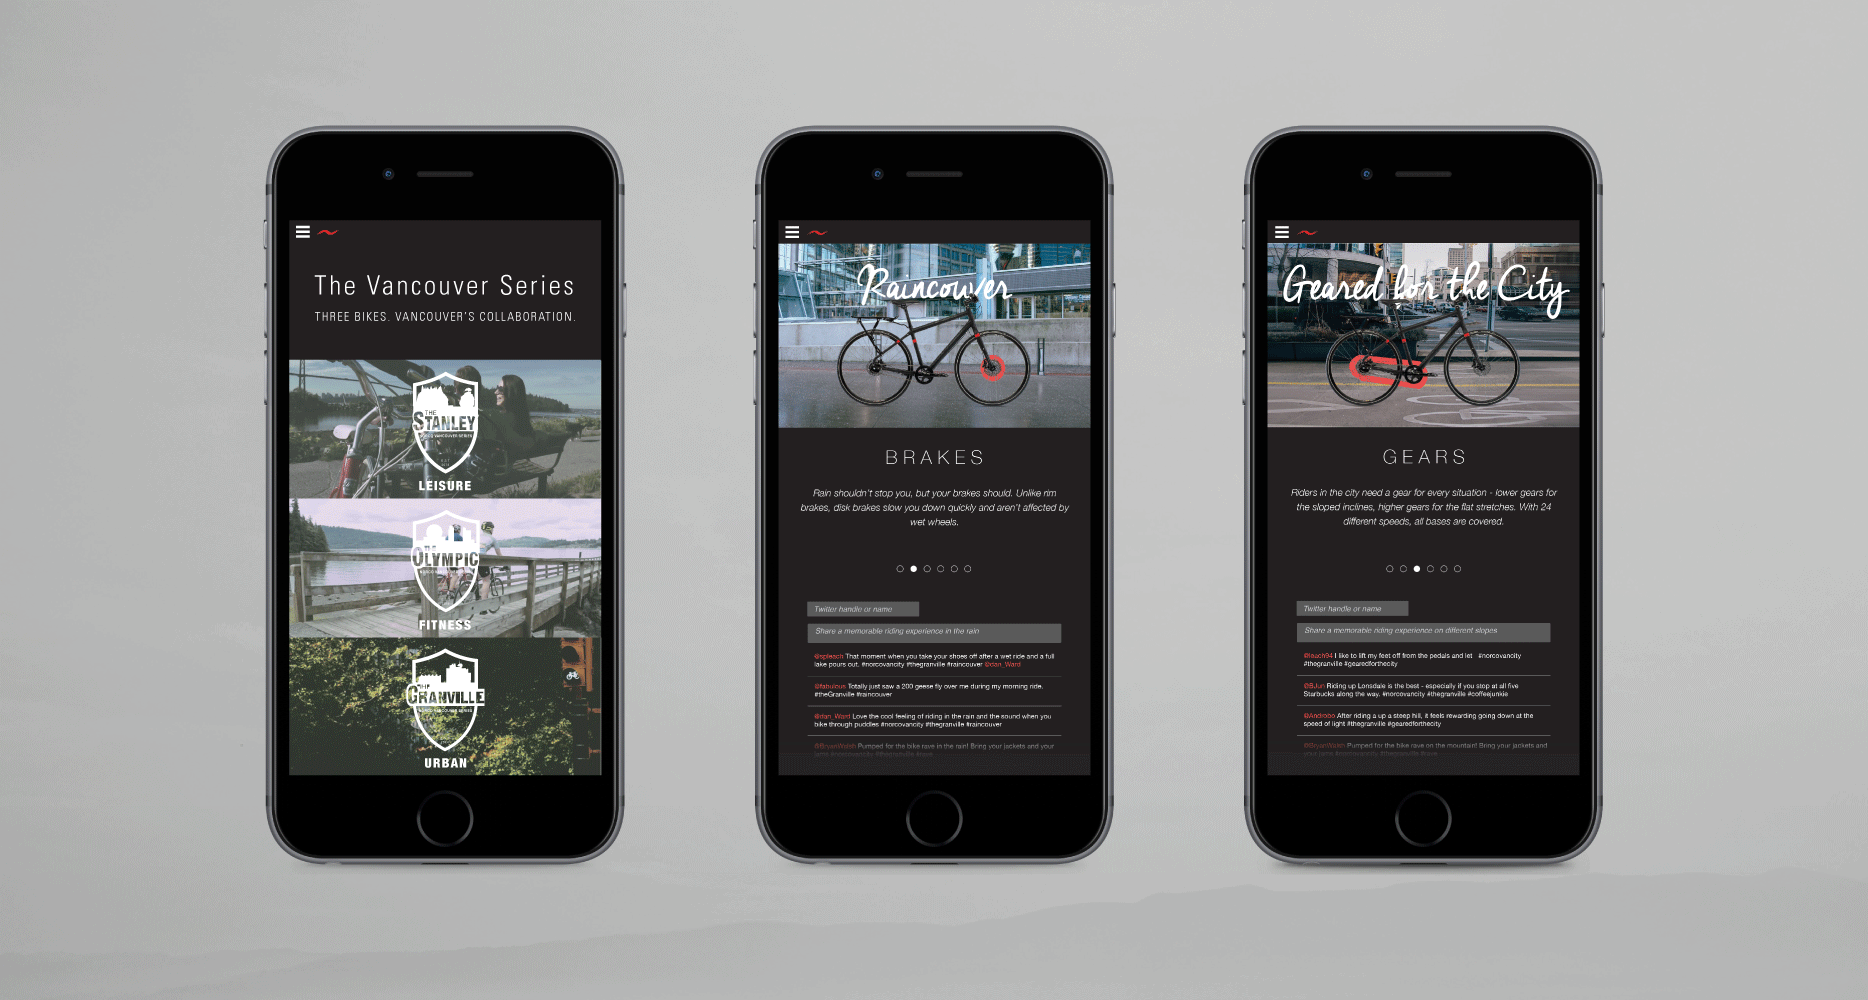 The Vancouver Series
THREE BIKES. VANCOUVER'S COLLABORATION.
THE
STANLEY
NORCO VANCOUVER SERIES
LEISURE
THE
OLYMPIC
FITNESS
THE
GRANVILLE
NORCO VANCOUVER SERIES
URBAN
Raincouver
BRAKES
Rain shouldn't stop you, but your brakes should. Unlike rim
brakes, disk brakes slow you down quickly and aren't affected by
wet wheels.
Twitter handle or name
Share a memorable riding experience in the rain
@spleach That moment when you take your shoes off after a wet ride and a full
lake pours out. #norcovancity #thegranville #raincouver @dan_Ward
@fabulous Totally just saw a 200 geese fly over me during my morning ride.
#theGranville #raincouver
@dan_Ward Love the cool feeling of riding in the rain and the sound when you
bike through puddles #norcovancity #thegranville #raincouver
@BryanWalsh Pumped for the bike rave in the rain! Bring your jackets and your
Geared for the City
GEARS
Riders in the city need a gear for every situation - lower gears for
the sloped inclines, higher gears for the flat stretches. With 24
different speeds, all bases are covered.
Twitter handle or name
Share a memorable riding experience on different slopes
@leach94 I like to lift my feet off from the pedals and let #norcovancity
#thegranville #gearedforthecity
@BJun Riding up Lonsdale is the best - especially if you stop at all five
Starbucks along the way. #norcovancity #thegranville #coffeejunkie
@Androbo After riding a up a steep hill, it feels rewarding going down at the
speed of light #thegranville #gearedforthecity
@BryanWalsh Pumped for the bike rave on the mountain! Bring your jackets and